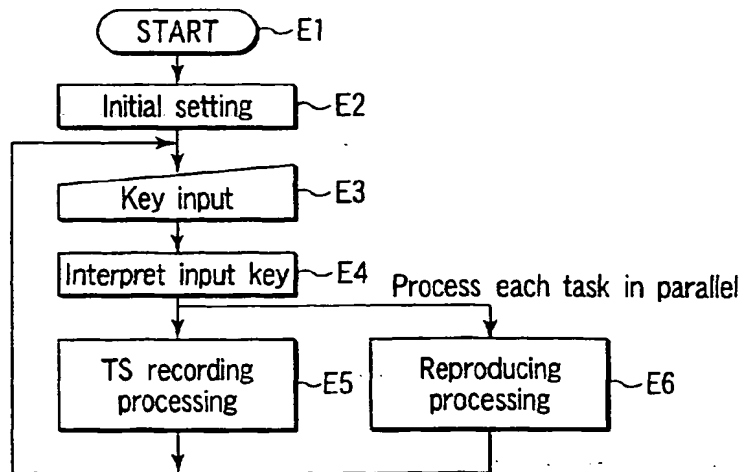 START E1
Initial setting E2
Key input E3
Interpret input key E4
Process each task in parallel
TS recording
processing E5
Reproducing
processing E6